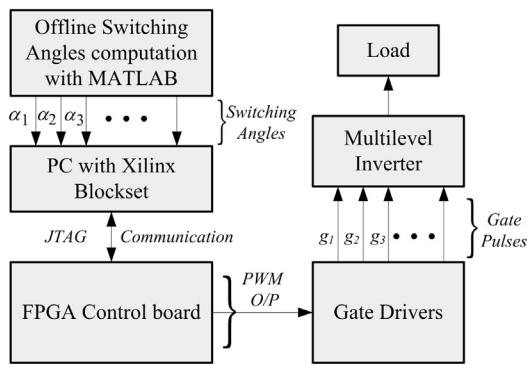 Offline Switching
Angles computation
with MATLAB
α1 α2 α3 • • •
Switching
Angles
PC with Xilinx
Blockset
JTAG Communication
FPGA Control board
PWM
O/P
Load
Multilevel
Inverter
g1 g2 g3 • • •
Gate
Pulses
Gate Drivers